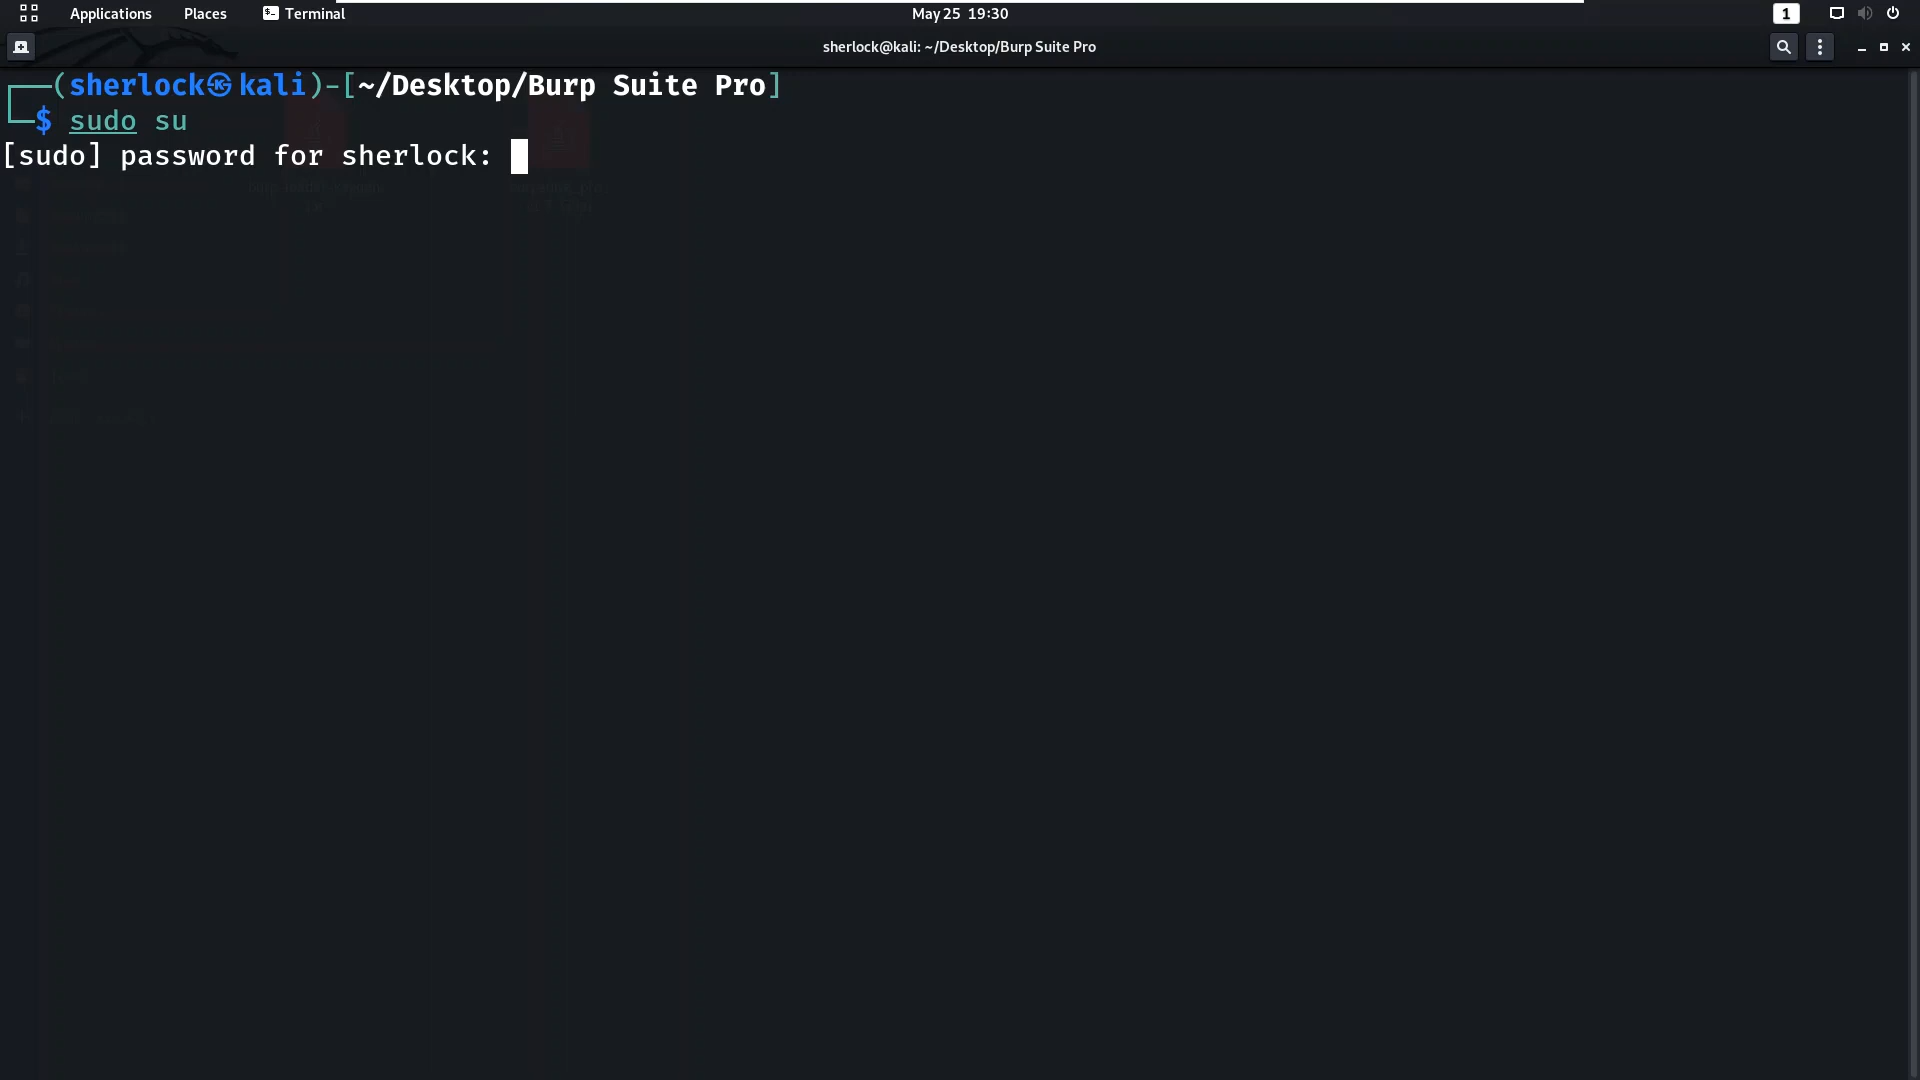 Applications Places Terminal May 25 19:30 1
sherlock@kali: ~/Desktop/Burp Suite Pro
(sherlock㉿kali)-[~/Desktop/Burp Suite Pro]
$ sudo su
[sudo] password for sherlock: